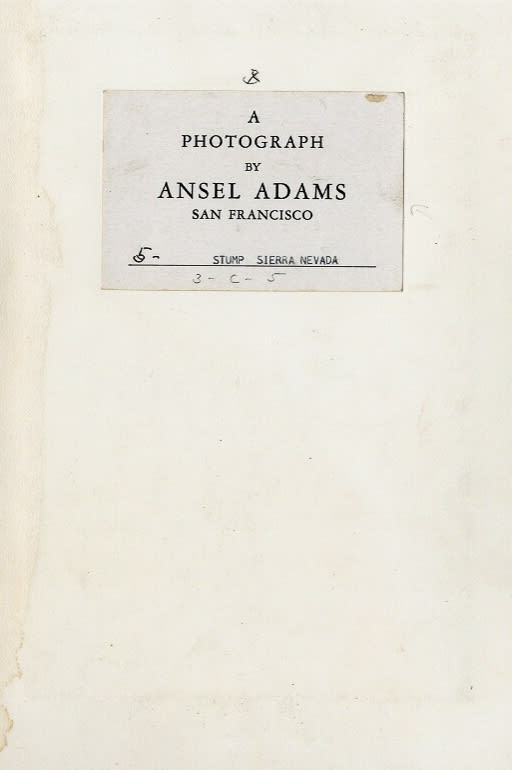 A
PHOTOGRAPH
BY
ANSEL ADAMS
SAN FRANCISCO
5- STUMP SIERRA NEVADA
3 - C - 5